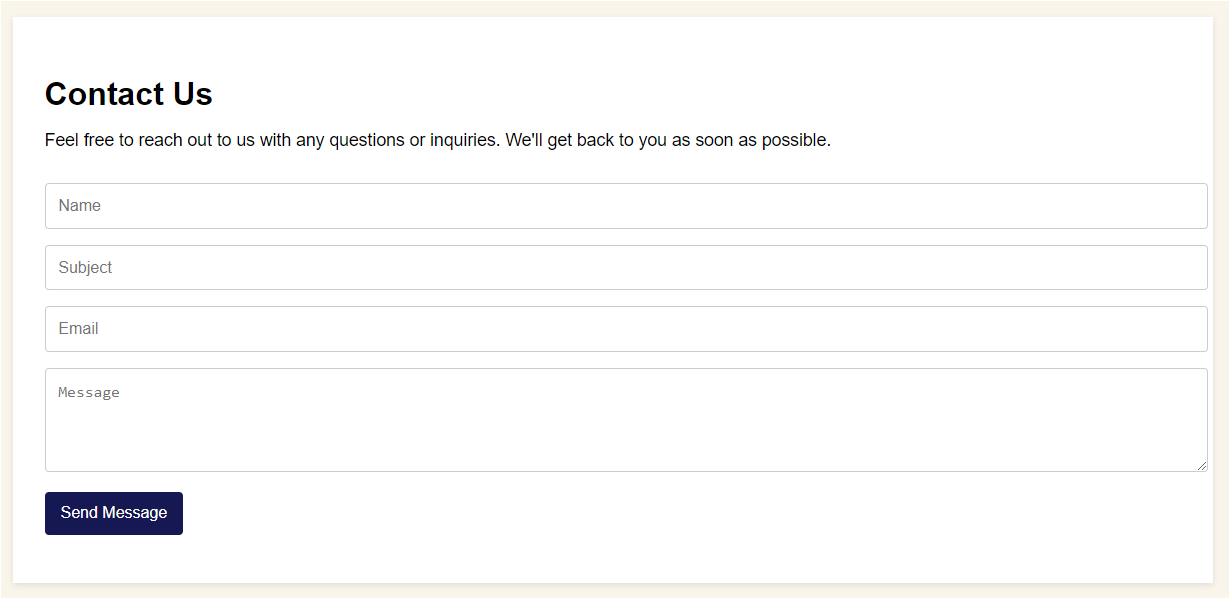 Contact Us
Feel free to reach out to us with any questions or inquiries. We'll get back to you as soon as possible.
Name
Subject
Email
Message
Send Message